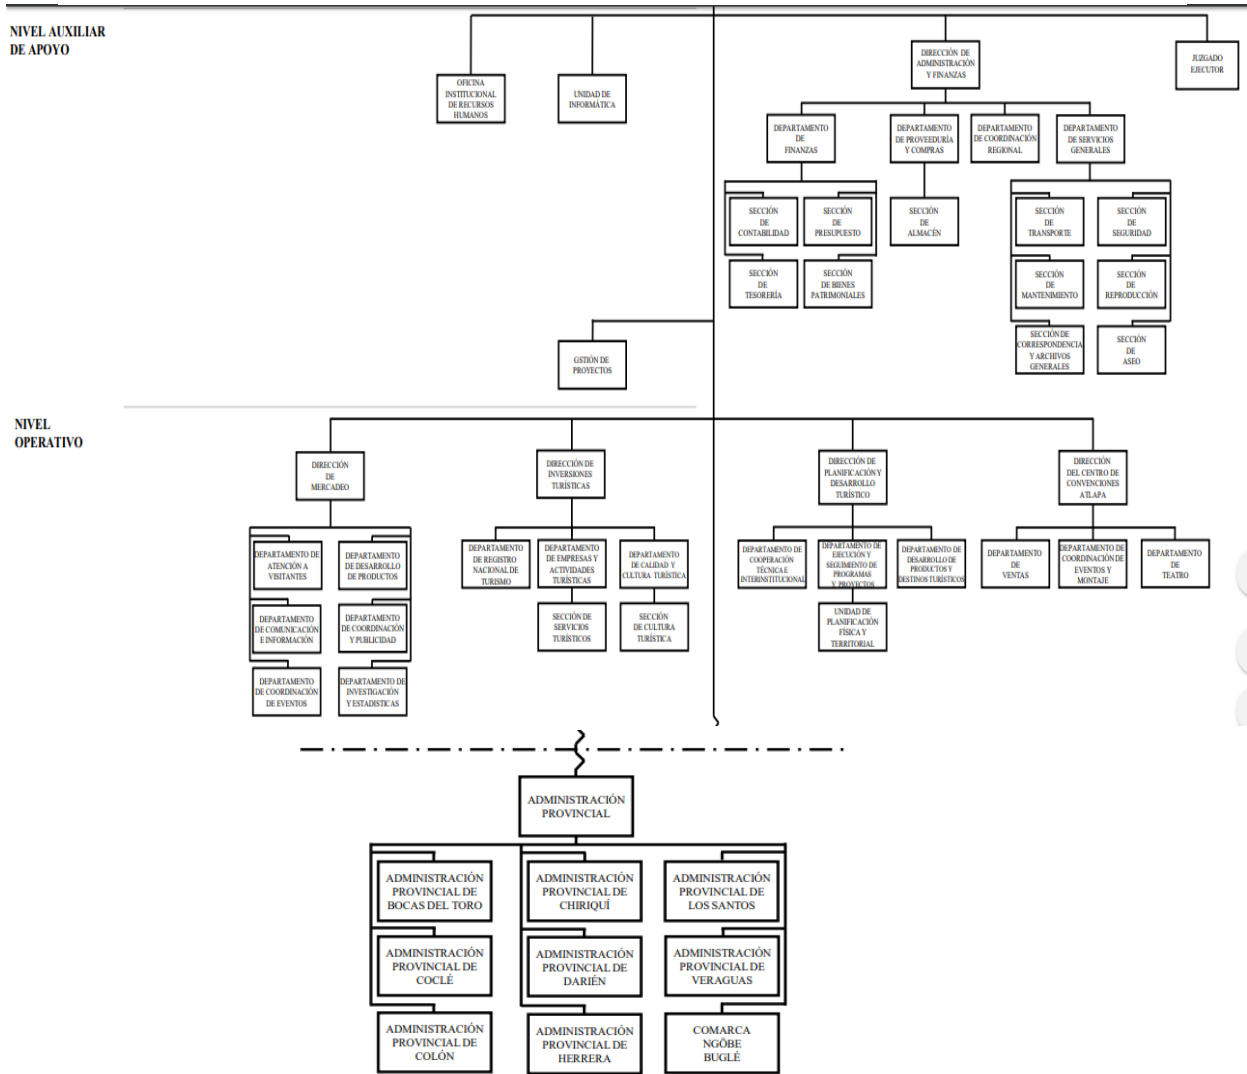 NIVEL AUXILIAR
DE APOYO
OFICINA
INSTITUCIONAL
DE RECURSOS
HUMANOS
UNIDAD DE
INFORMÁTICA
DIRECCIÓN DE
ADMINISTRACIÓN
Y FINANZAS
JUZGADO
EJECUTOR
DEPARTAMENTO
DE
FINANZAS
DEPARTAMENTO
DE PROVEEDURÍA
Y COMPRAS
DEPARTAMENTO
DE COORDINACIÓN
REGIONAL
DEPARTAMENTO
DE SERVICIOS
GENERALES
SECCIÓN
DE
CONTABILIDAD
SECCIÓN
DE
PRESUPUESTO
SECCIÓN
DE
ALMACÉN
SECCIÓN
DE
TRANSPORTE
SECCIÓN
DE
SEGURIDAD
SECCIÓN
DE
TESORERÍA
SECCIÓN
DE BIENES
PATRIMONIALES
SECCIÓN
DE
MANTENIMIENTO
SECCIÓN
DE
REPRODUCCIÓN
SECCIÓN DE
CORRESPONDENCIA
Y ARCHIVOS
GENERALES
SECCIÓN
DE
ASEO
GSTIÓN DE
PROYECTOS
NIVEL
OPERATIVO
DIRECCIÓN
DE
MERCADEO
DIRECCIÓN DE
INVERSIONES
TURÍSTICAS
DIRECCIÓN DE
PLANIFICACIÓN Y
DESARROLLO
TURÍSTICO
DIRECCIÓN
DEL CENTRO DE
CONVENCIONES
ATLAPA
DEPARTAMENTO DE
ATENCIÓN A
VISITANTES
DEPARTAMENTO
DE DESARROLLO
DE PRODUCTOS
DEPARTAMENTO
DE REGISTRO
NACIONAL DE
TURISMO
DEPARTAMENTO
DE EMPRESAS Y
ACTIVIDADES
TURÍSTICAS
DEPARTAMENTO
DE CALIDAD Y
CULTURA TURÍSTICA
DEPARTAMENTO DE
COOPERACIÓN
TÉCNICA E
INTERINSTITUCIONAL
DEPARTAMENTO DE
EJECUCIÓN Y
SEGUIMIENTO DE
PROGRAMAS
Y PROYECTOS
DEPARTAMENTO DE
DESARROLLO DE
PRODUCTOS Y
DESTINOS TURÍSTICOS
DEPARTAMENTO
DE
VENTAS
DEPARTAMENTO DE
COORDINACIÓN DE
EVENTOS Y
MONTAJE
DEPARTAMENTO
DE
TEATRO
DEPARTAMENTO
DE COMUNICACIÓN
E INFORMACIÓN
DEPARTAMENTO
DE COORDINACIÓN
Y PUBLICIDAD
SECCIÓN DE
SERVICIOS
TURÍSTICOS
SECCIÓN
DE CULTURA
TURÍSTICA
UNIDAD DE
PLANIFICACIÓN
FÍSICA Y
TERRITORIAL
DEPARTAMENTO
DE COORDINACIÓN
DE EVENTOS
DEPARTAMENTO DE
INVESTIGACIÓN
Y ESTADISTICAS
ADMINISTRACIÓN
PROVINCIAL
ADMINISTRACIÓN
PROVINCIAL DE
BOCAS DEL TORO
ADMINISTRACIÓN
PROVINCIAL DE
CHIRIQUÍ
ADMINISTRACIÓN
PROVINCIAL DE
LOS SANTOS
ADMINISTRACIÓN
PROVINCIAL DE
COCLÉ
ADMINISTRACIÓN
PROVINCIAL DE
DARIÉN
ADMINISTRACIÓN
PROVINCIAL DE
VERAGUAS
ADMINISTRACIÓN
PROVINCIAL DE
COLÓN
ADMINISTRACIÓN
PROVINCIAL DE
HERRERA
COMARCA
NGÖBE
BUGLÉ